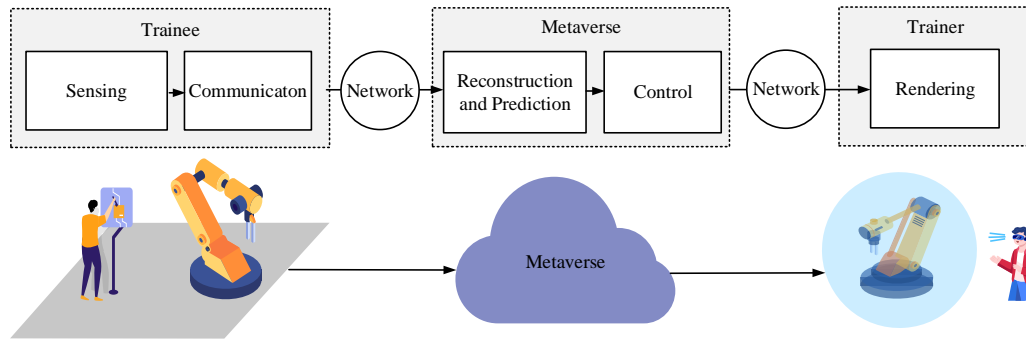 Trainee
Metaverse
Trainer
Sensing
Communicaton
Network
Reconstruction
and Prediction
Control
Network
Rendering
Metaverse